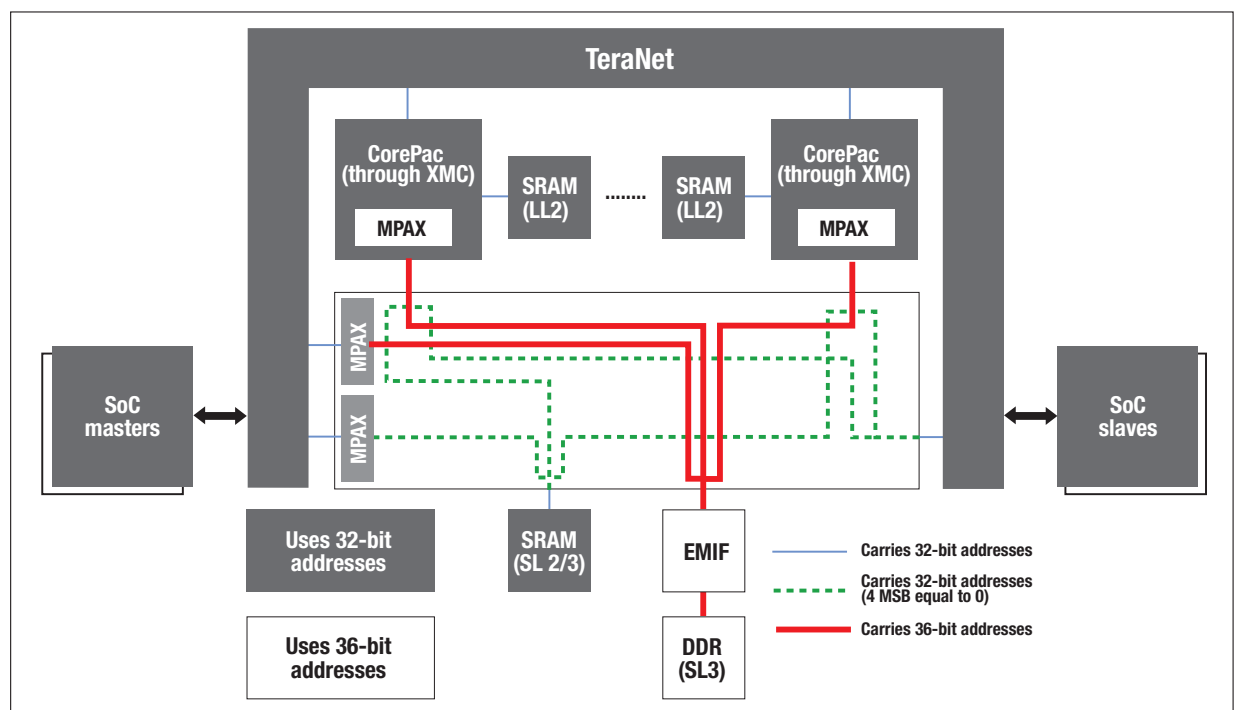 TeraNet
CorePac
(through XMC)
MPAX
SRAM
(LL2)
........
SRAM
(LL2)
CorePac
(through XMC)
MPAX
MPAX
MPAX
SoC
masters
SoC
slaves
Uses 32-bit
addresses
SRAM
(SL 2/3)
EMIF
Carries 32-bit addresses
Carries 32-bit addresses
(4 MSB equal to 0)
Carries 36-bit addresses
Uses 36-bit
addresses
DDR
(SL3)